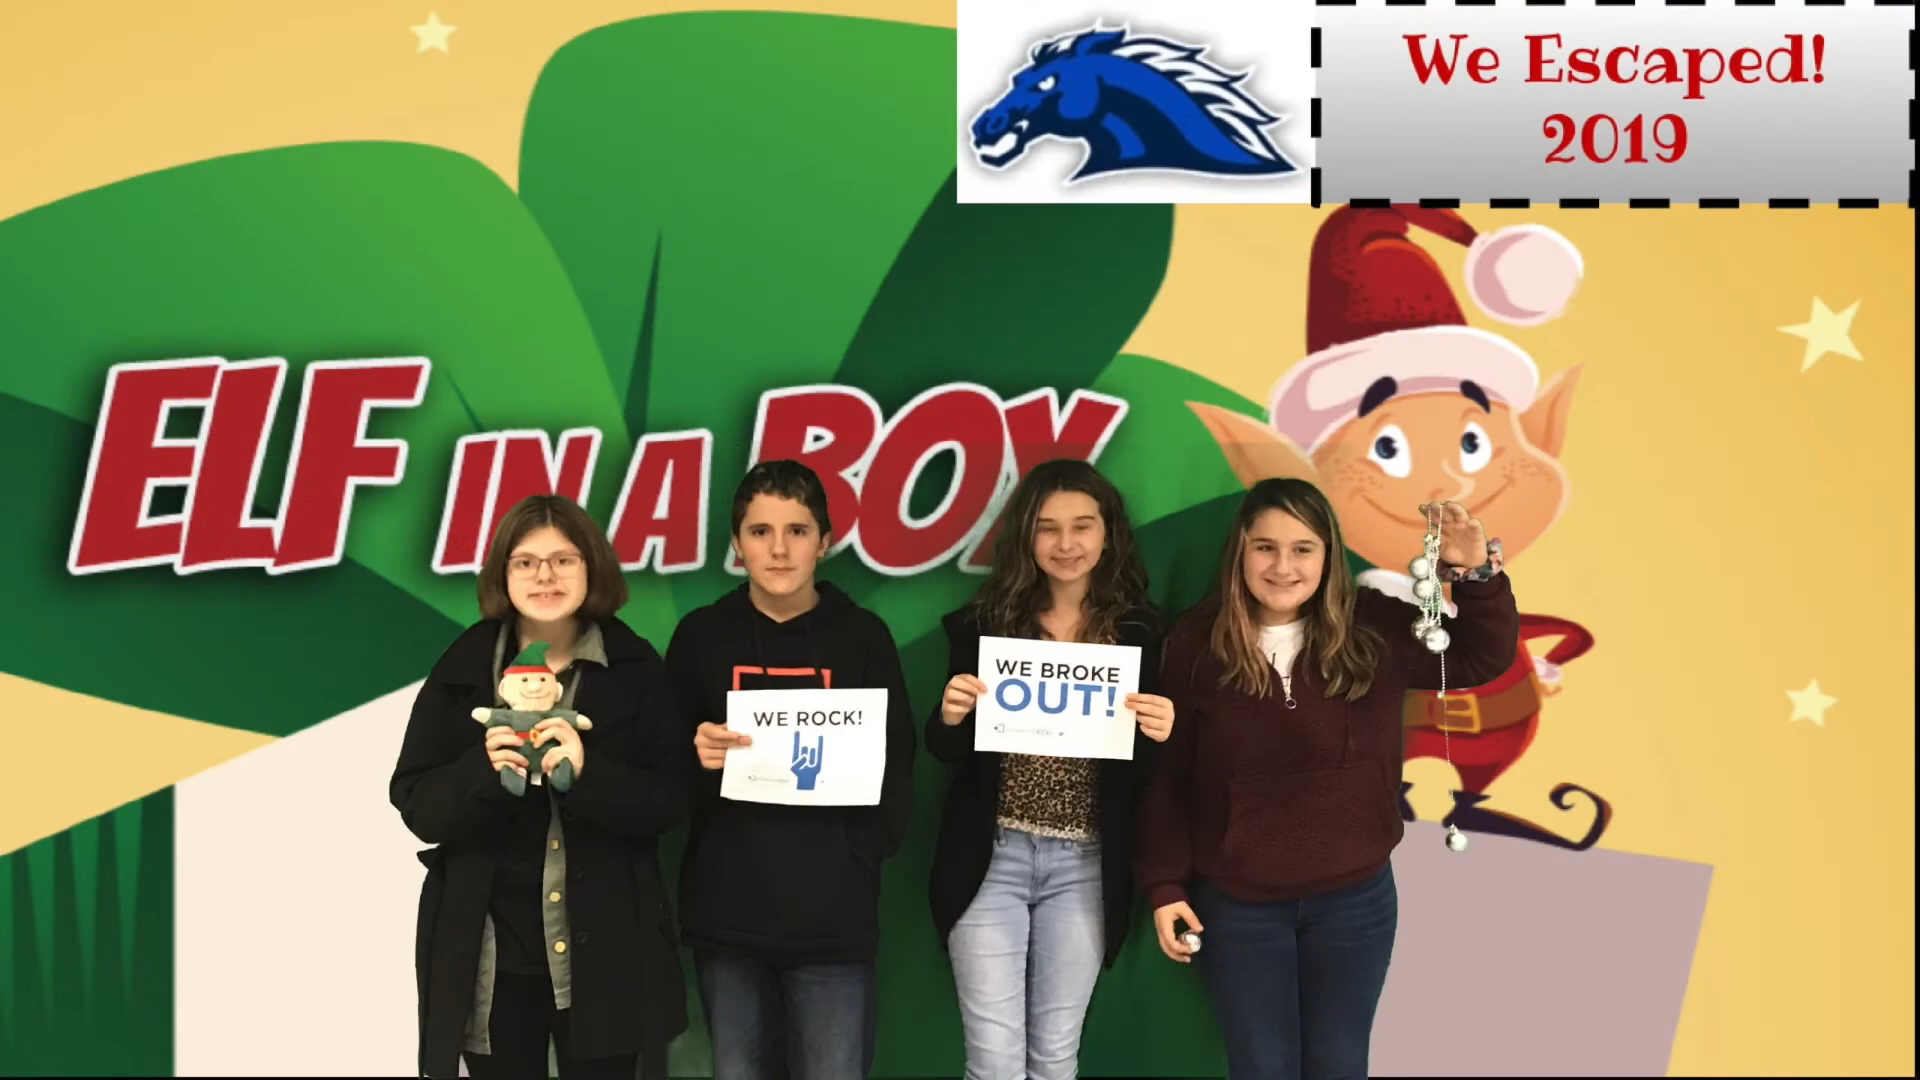 We Escaped!
2019
ELF IN A BOX
WE ROCK!
WE BROKE
OUT!